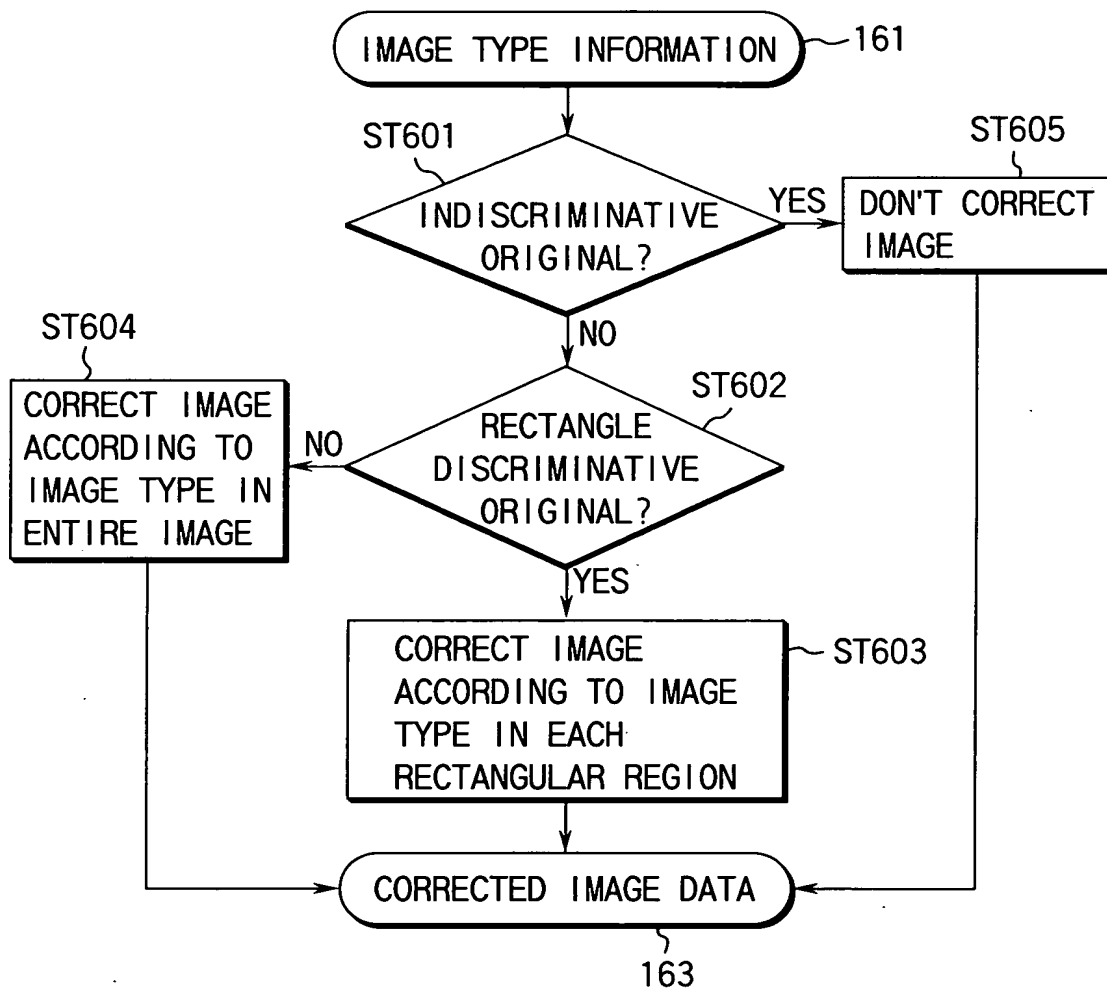 IMAGE TYPE INFORMATION
161
ST601
INDISCRIMINATIVE
ORIGINAL?
YES
ST605
DON'T CORRECT
IMAGE
NO
ST604
CORRECT IMAGE
ACCORDING TO
IMAGE TYPE IN
ENTIRE IMAGE
NO
ST602
RECTANGLE
DISCRIMINATIVE
ORIGINAL?
YES
CORRECT IMAGE
ACCORDING TO IMAGE
TYPE IN EACH
RECTANGULAR REGION
ST603
CORRECTED IMAGE DATA
163